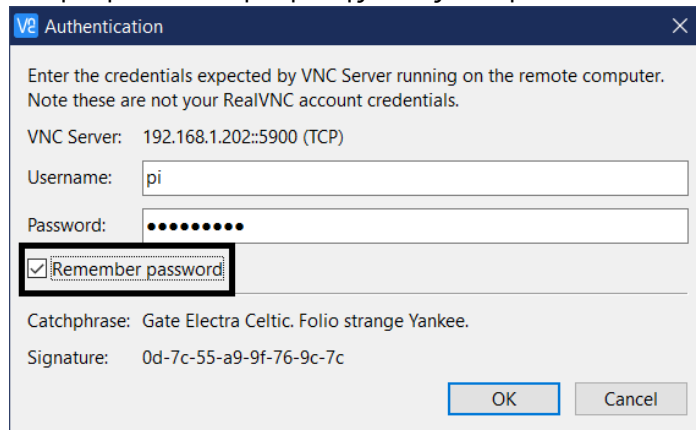 V2 Authentication
Enter the credentials expected by VNC Server running on the remote computer.
Note these are not your RealVNC account credentials.
VNC Server: 192.168.1.202::5900 (TCP)
Username: pi
Password: •••••••••
Remember password
Catchphrase: Gate Electra Celtic. Folio strange Yankee.
Signature: 0d-7c-55-a9-9f-76-9c-7c
OK Cancel